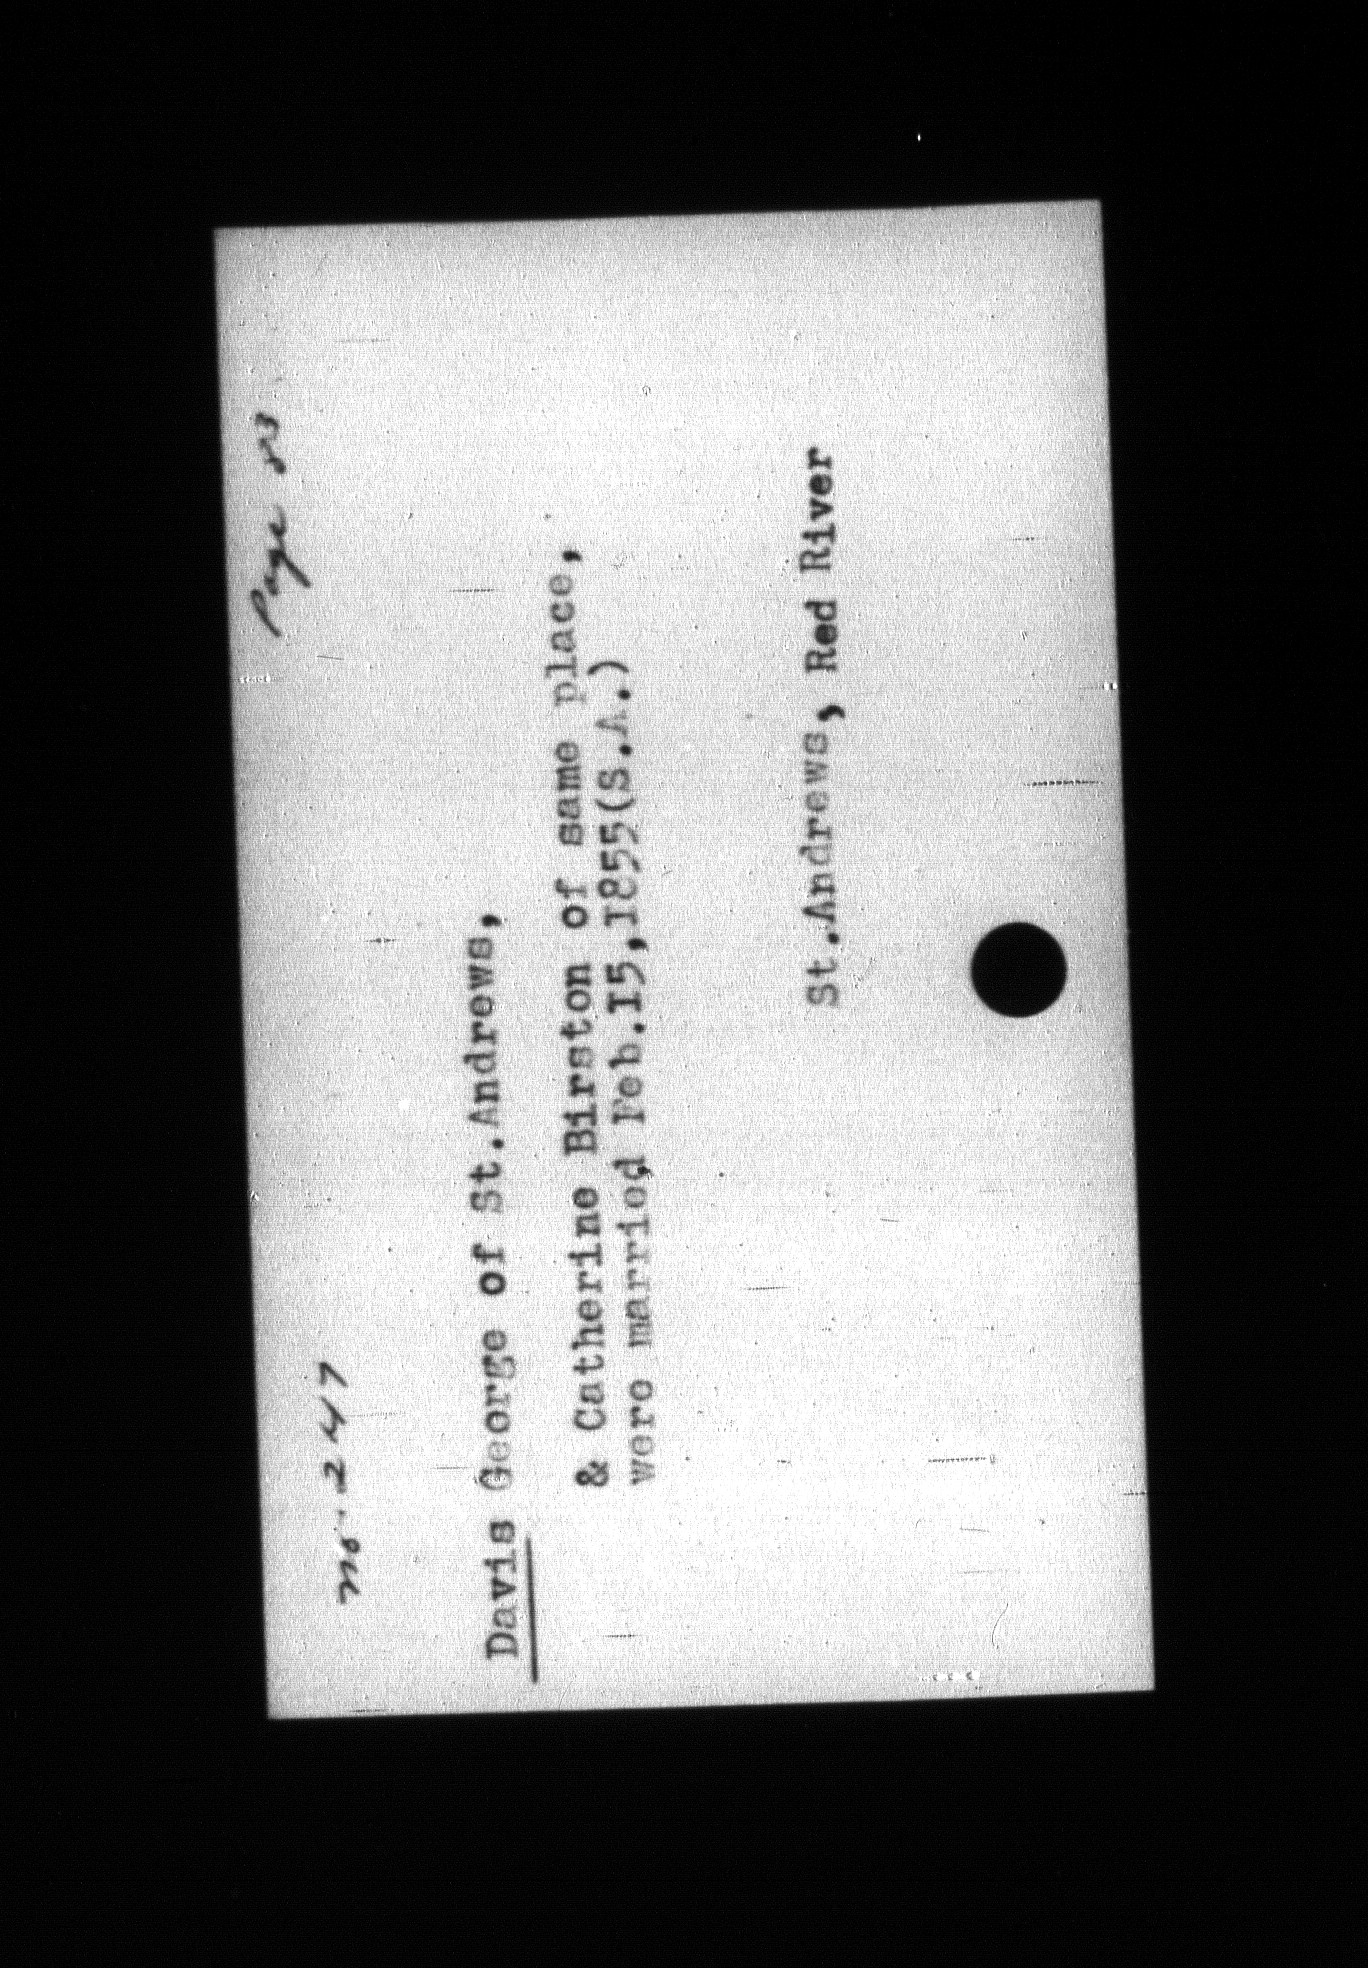 Page 83
No. 247
Davis George of St.Andrews,
& Catherine Birston of same place,
were married Feb.15,1855(S.A.)
St.Andrews, Red River